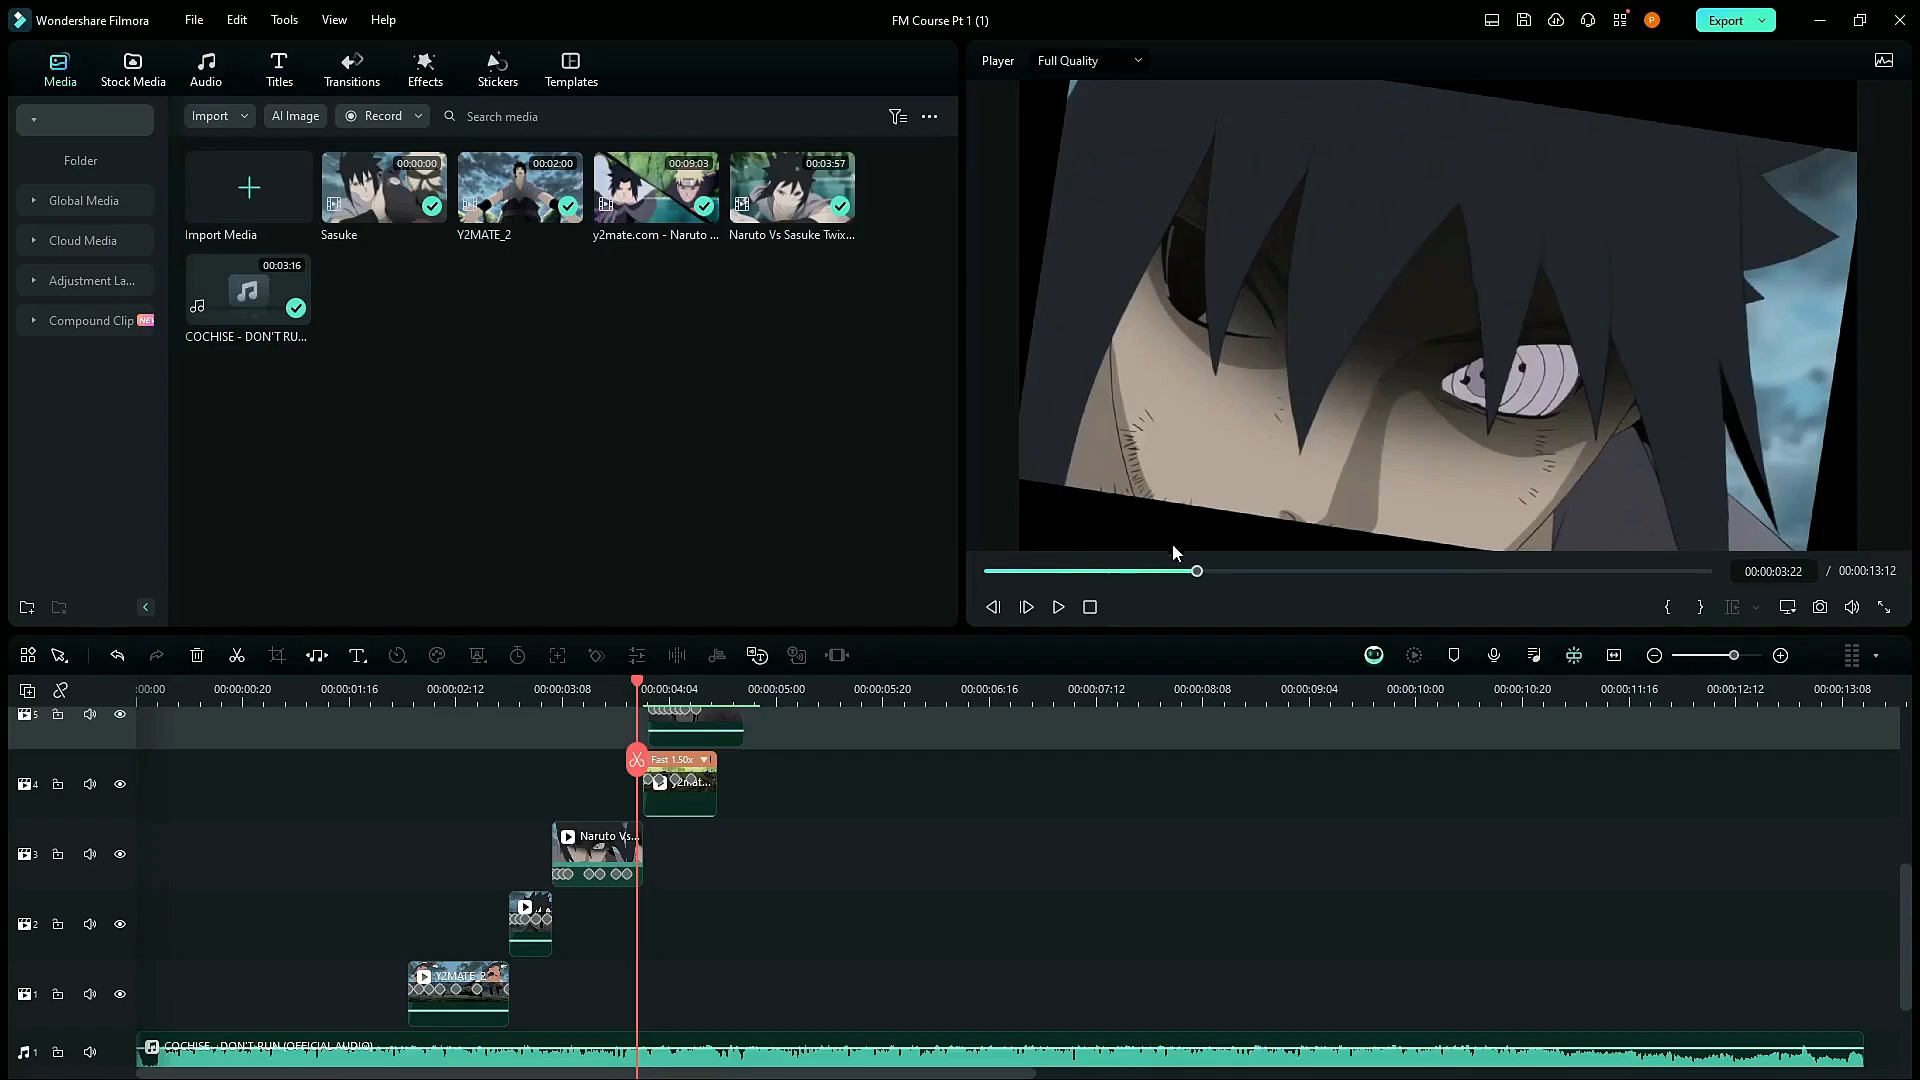 Wondershare Filmora File Edit Tools View Help FM Course Pt 1 (1) P Export
Media Stock Media Audio Titles Transitions Effects Stickers Templates
Player Full Quality
Import AI Image Record Search media
Folder
Global Media
Cloud Media
Adjustment La...
Compound Clip NEW
00:00:00 00:02:00 00:09:03 00:03:57
Import Media Sasuke Y2MATE_2 y2mate.com - Naruto ... Naruto Vs Sasuke Twix...
00:03:16
COCHISE - DON'T RU...
00:00:03:22 / 00:00:13:12
{ }
:00:00 00:00:00:20 00:00:01:16 00:00:02:12 00:00:03:08 00:00:04:04 00:00:05:00 00:00:05:20 00:00:06:16 00:00:07:12 00:00:08:08 00:00:09:04 00:00:10:00 00:00:10:20 00:00:11:16 00:00:12:12 00:00:13:08
5
Fast 1.50x
4 y2mat...
3 Naruto Vs...
2
1 Y2MATE_2
1 COCHISE - DON'T RUN (OFFICIAL AUDIO)